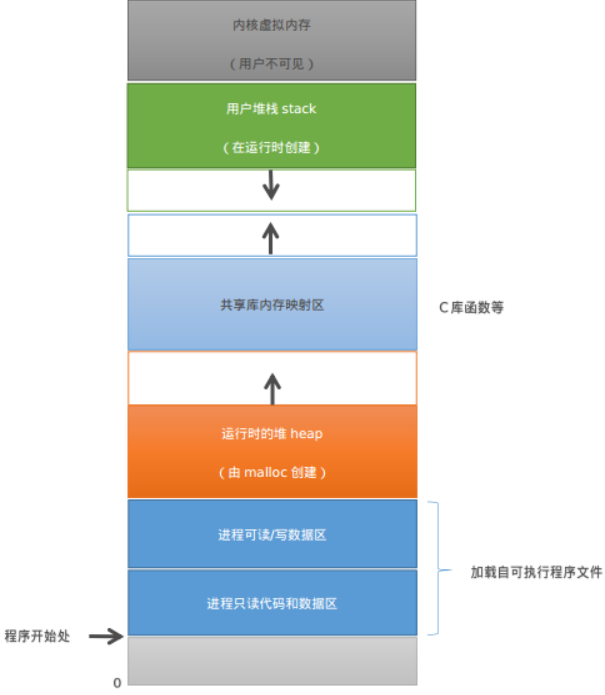 内核虚拟内存
（用户不可见）
用户堆栈 stack
（在运行时创建）
共享库内存映射区
C 库函数等
运行时的堆 heap
（由 malloc 创建）
进程可读/写数据区
加载自可执行程序文件
进程只读代码和数据区
程序开始处
0